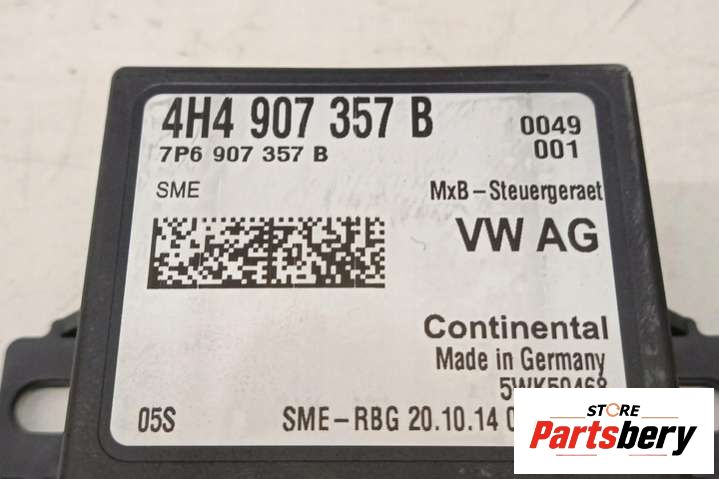 4H4 907 357 B 0049
7P6 907 357 B 001
SME MxB-Steuergeraet
VW AG
Continental
Made in Germany
5WK50468
05S SME-RBG 20.10.14
STORE
Partsbery